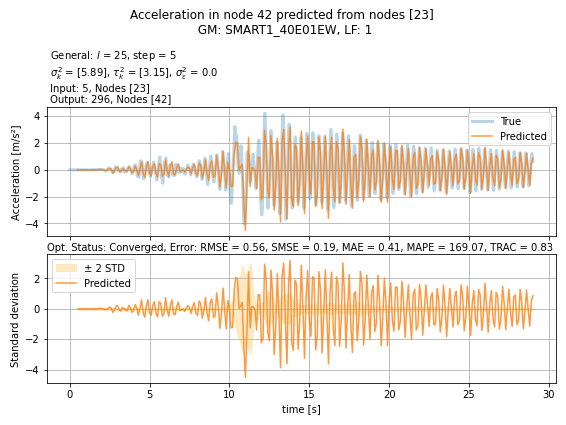 Acceleration in node 42 predicted from nodes [23]
GM: SMART1_40E01EW, LF: 1
General: l = 25, step = 5
σ²ₖ = [5.89], τ²ₖ = [3.15], σ²ε = 0.0
Input: 5, Nodes [23]
Output: 296, Nodes [42]
Acceleration [m/s²]
4
2
0
−2
−4
True
Predicted
Opt. Status: Converged, Error: RMSE = 0.56, SMSE = 0.19, MAE = 0.41, MAPE = 169.07, TRAC = 0.83
Standard deviation
2
0
−2
−4
± 2 STD
Predicted
0 5 10 15 20 25 30
time [s]